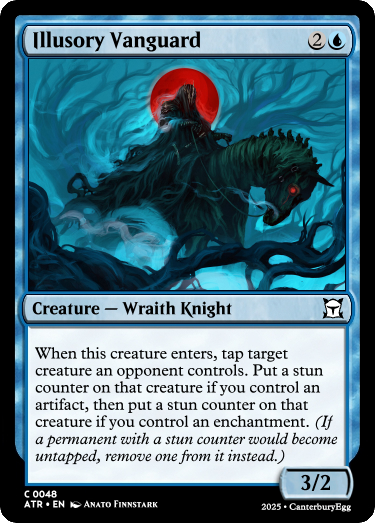 Illusory Vanguard 2
Creature — Wraith Knight
When this creature enters, tap target
creature an opponent controls. Put a stun
counter on that creature if you control an
artifact, then put a stun counter on that
creature if you control an enchantment. (If
a permanent with a stun counter would become
untapped, remove one from it instead.)
3/2
C 0048
ATR • EN Anato Finnstark
2025 • CanterburyEgg